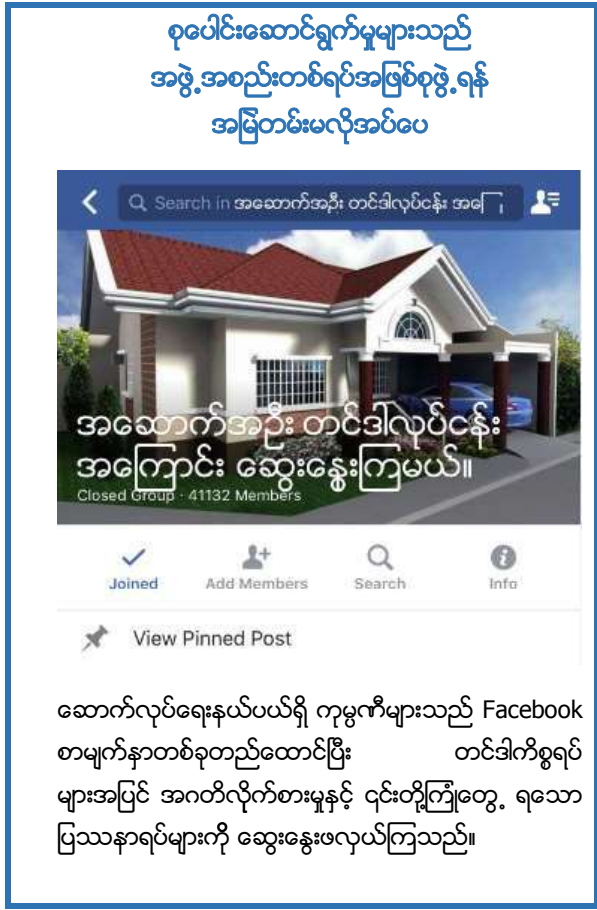 စုပေါင်းဆောင်ရွက်မှုများသည်
အဖွဲ့အစည်းတစ်ရပ်အဖြစ်စုဖွဲ့ရန်
အမြဲတမ်းမလိုအပ်ပေ
Search in အဆောက်အဦး တင်ဒါလုပ်ငန်း
အဆောက်အဦး တင်ဒါလုပ်ငန်း
အကြောင်း ဆွေးနွေးကြမယ်။
Closed Group · 41132 Members
Joined
Add Members
Search
Info
View Pinned Post
ဆောက်လုပ်ရေးနယ်ပယ်ရှိ ကုမ္ပဏီများသည် Facebook
စာမျက်နှာတစ်ခုတည်ထောင်ပြီး တင်ဒါကိစ္စရပ်
များအပြင် အဂတိလိုက်စားမှုနှင့် ၎င်းတို့ကြုံတွေ့ ရသော
ပြဿနာရပ်များကို ဆွေးနွေးဖလှယ်ကြသည်။